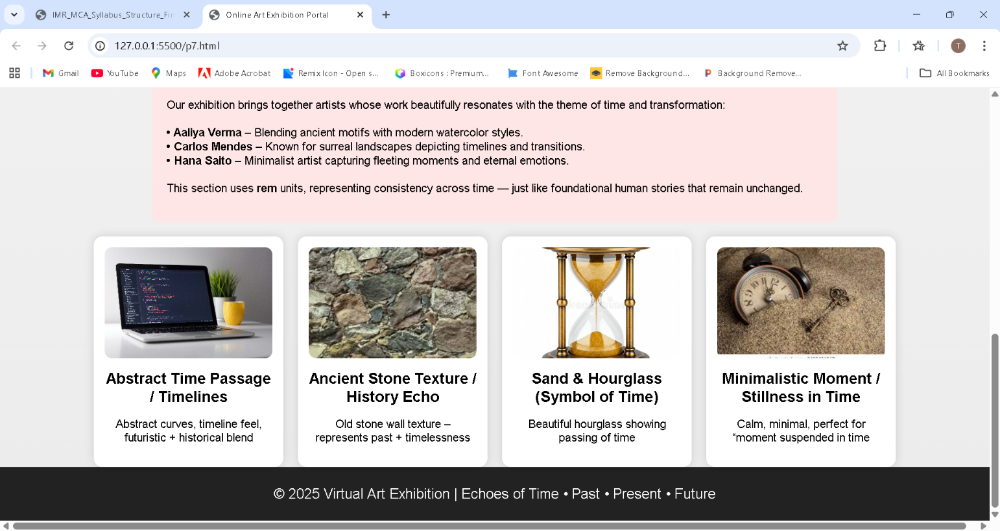 IMR_MCA_Syllabus_Structure_Fin
Online Art Exhibition Portal
127.0.0.1:5500/p7.html
T
Gmail
YouTube
Maps
Adobe Acrobat
Remix Icon - Open s...
Boxicons : Premium...
Font Awesome
Remove Background...
Background Remove...
All Bookmarks
Our exhibition brings together artists whose work beautifully resonates with the theme of time and transformation:
• Aaliya Verma – Blending ancient motifs with modern watercolor styles.
• Carlos Mendes – Known for surreal landscapes depicting timelines and transitions.
• Hana Saito – Minimalist artist capturing fleeting moments and eternal emotions.
This section uses rem units, representing consistency across time — just like foundational human stories that remain unchanged.
Abstract Time Passage
/ Timelines
Abstract curves, timeline feel,
futuristic + historical blend
Ancient Stone Texture /
History Echo
Old stone wall texture –
represents past + timelessness
Sand & Hourglass
(Symbol of Time)
Beautiful hourglass showing
passing of time
Minimalistic Moment /
Stillness in Time
Calm, minimal, perfect for
“moment suspended in time
© 2025 Virtual Art Exhibition | Echoes of Time • Past • Present • Future